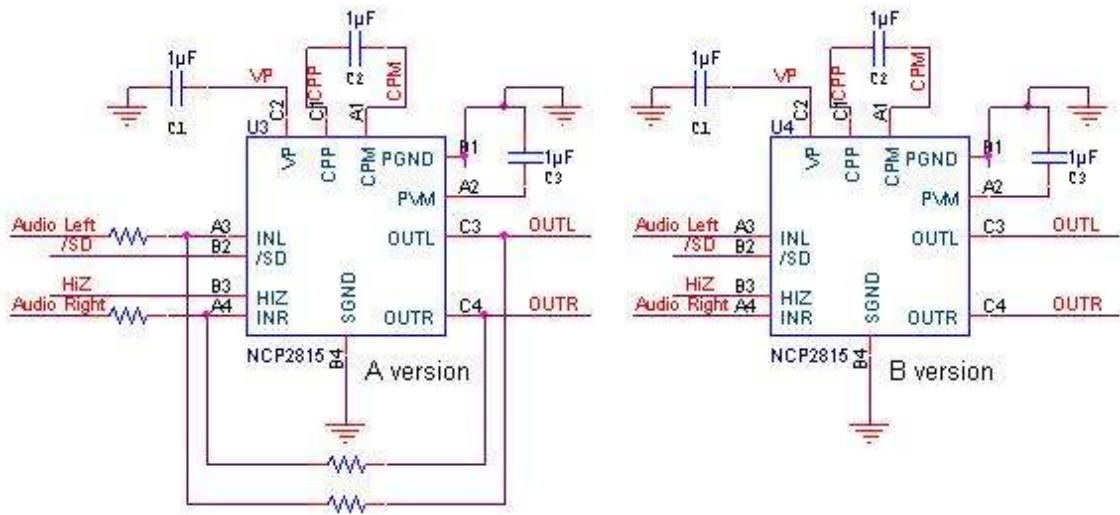 1µF
1µF
C2
VP
CPP
CPM
C1
C2
C1
A1
U3
VP
CPP
CPM
PGND
B1
1µF
C3
PVM
A2
Audio Left
A3
INL
/SD
B2
/SD
OUTL
C3
OUTL
HiZ
B3
HIZ
Audio Right
A4
INR
SGND
OUTR
C4
OUTR
NCP2815
B4
A version
1µF
1µF
C2
VP
CPP
CPM
C1
C2
C1
A1
U4
VP
CPP
CPM
PGND
B1
1µF
C3
PVM
A2
Audio Left
A3
INL
/SD
B2
/SD
OUTL
C3
OUTL
HiZ
B3
HIZ
Audio Right
A4
INR
SGND
OUTR
C4
OUTR
NCP2815
B4
B version